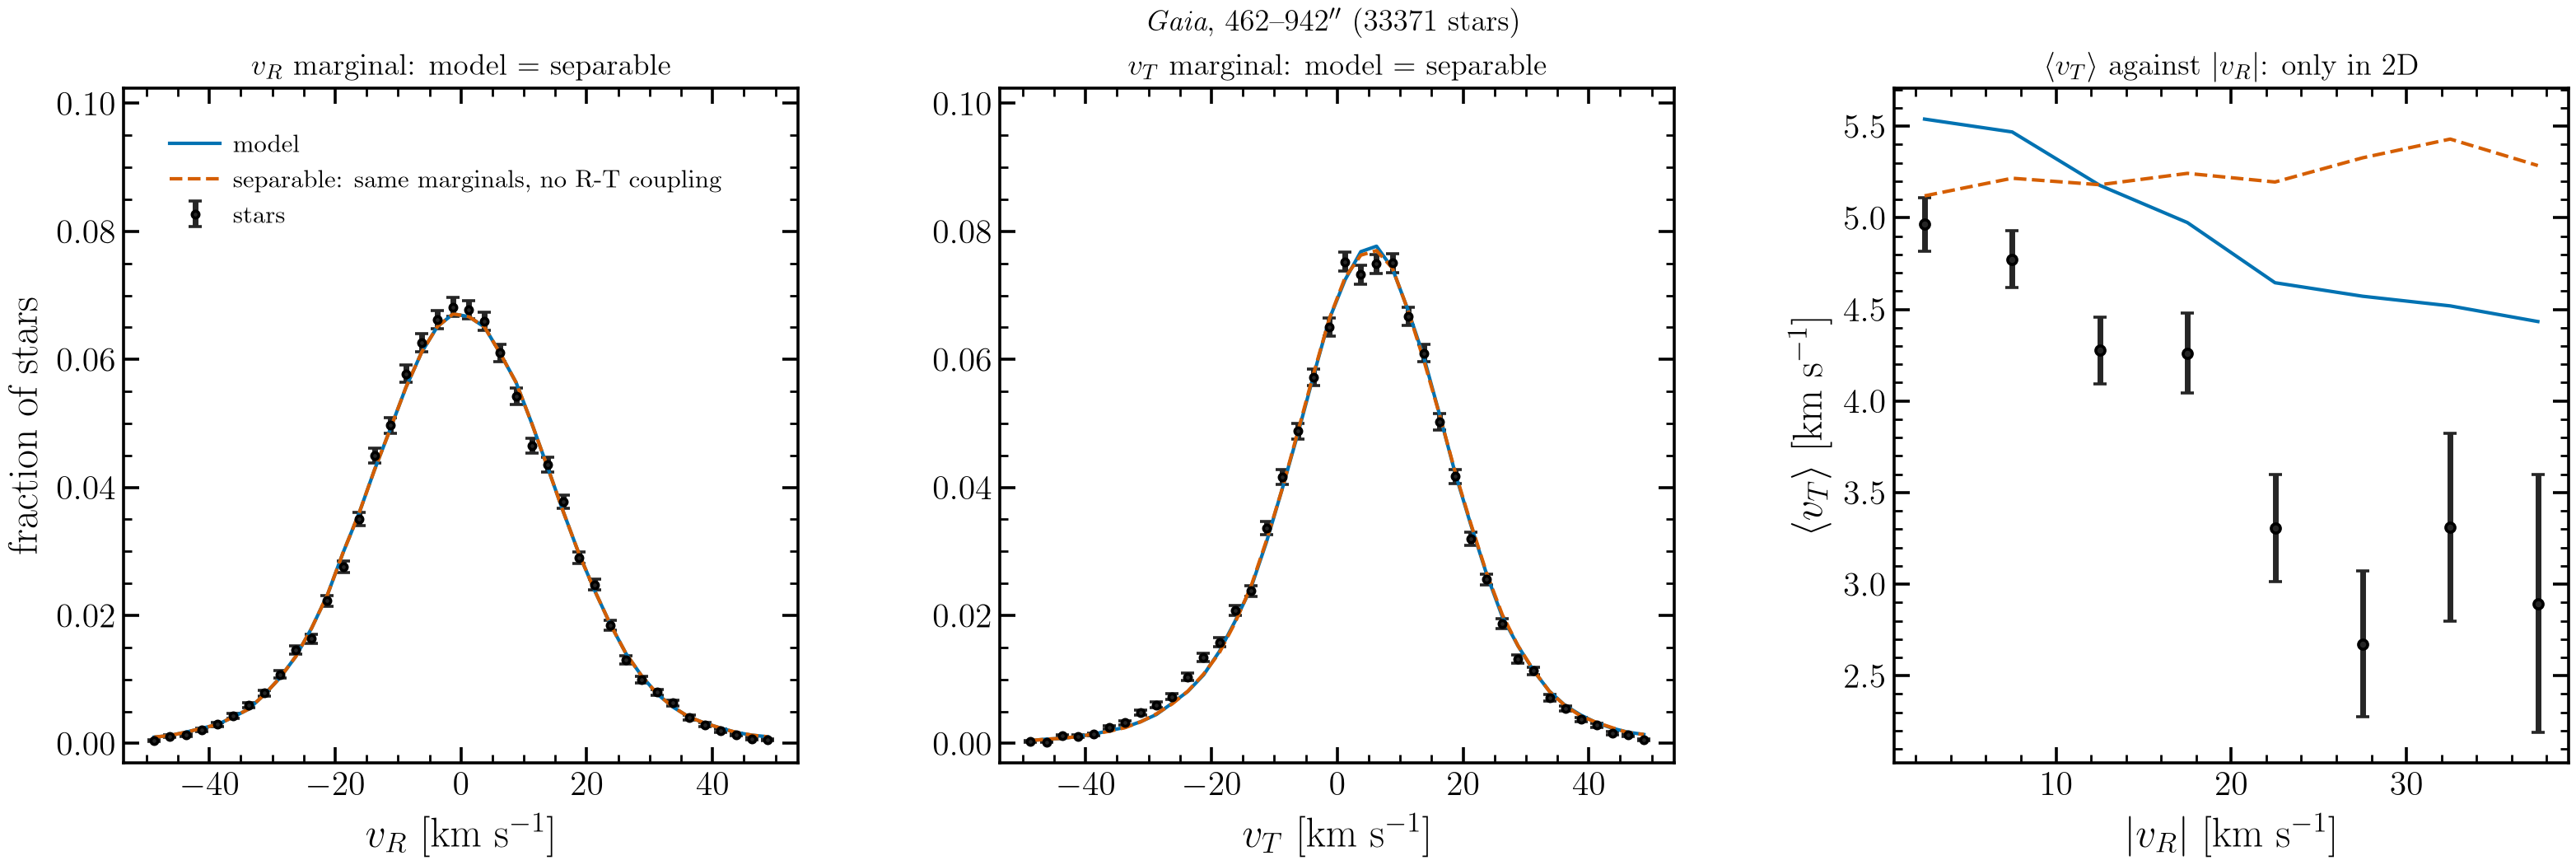 Gaia, 462–942″ (33371 stars)
v_R marginal: model = separable
0.10
0.08
0.06
0.04
0.02
0.00
fraction of stars
model
separable: same marginals, no R-T coupling
stars
−40 −20 0 20 40
v_R [km s⁻¹]
v_T marginal: model = separable
0.10
0.08
0.06
0.04
0.02
0.00
−40 −20 0 20 40
v_T [km s⁻¹]
⟨v_T⟩ against |v_R|: only in 2D
5.5
5.0
4.5
4.0
3.5
3.0
2.5
⟨v_T⟩ [km s⁻¹]
10 20 30
|v_R| [km s⁻¹]